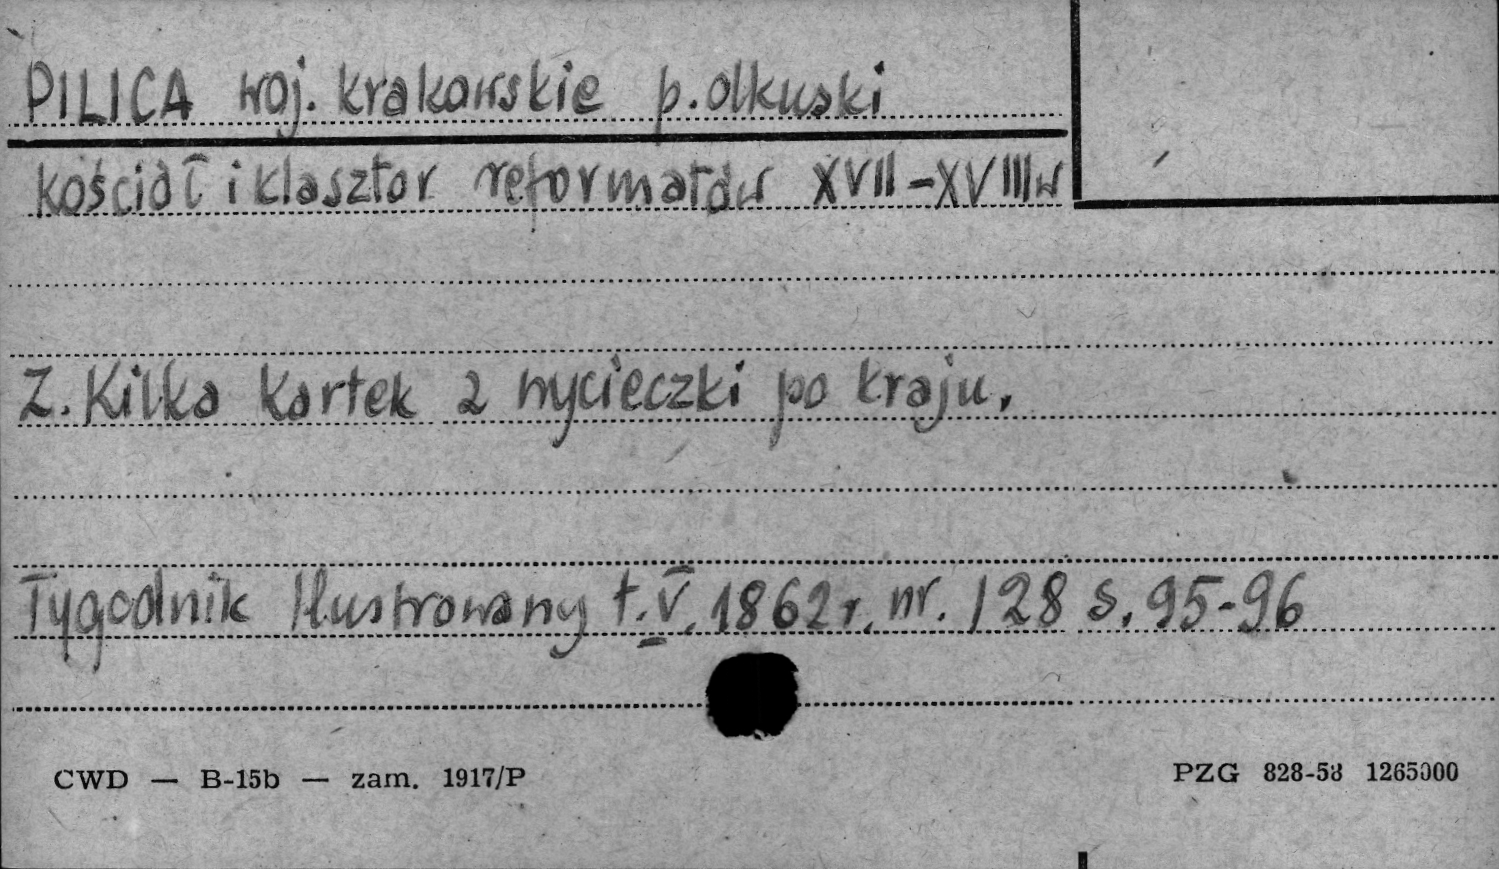 PILICA woj. krakowskie p. olkuski
kościół i klasztor reformatów XVII-XVIIIw
Z. Kilka kartek z wycieczki po kraju.
Tygodnik Ilustrowany t. V. 1862 r. nr. 128 s. 95-96
CWD — B-15b — zam. 1917/P
PZG 828-58 1265000